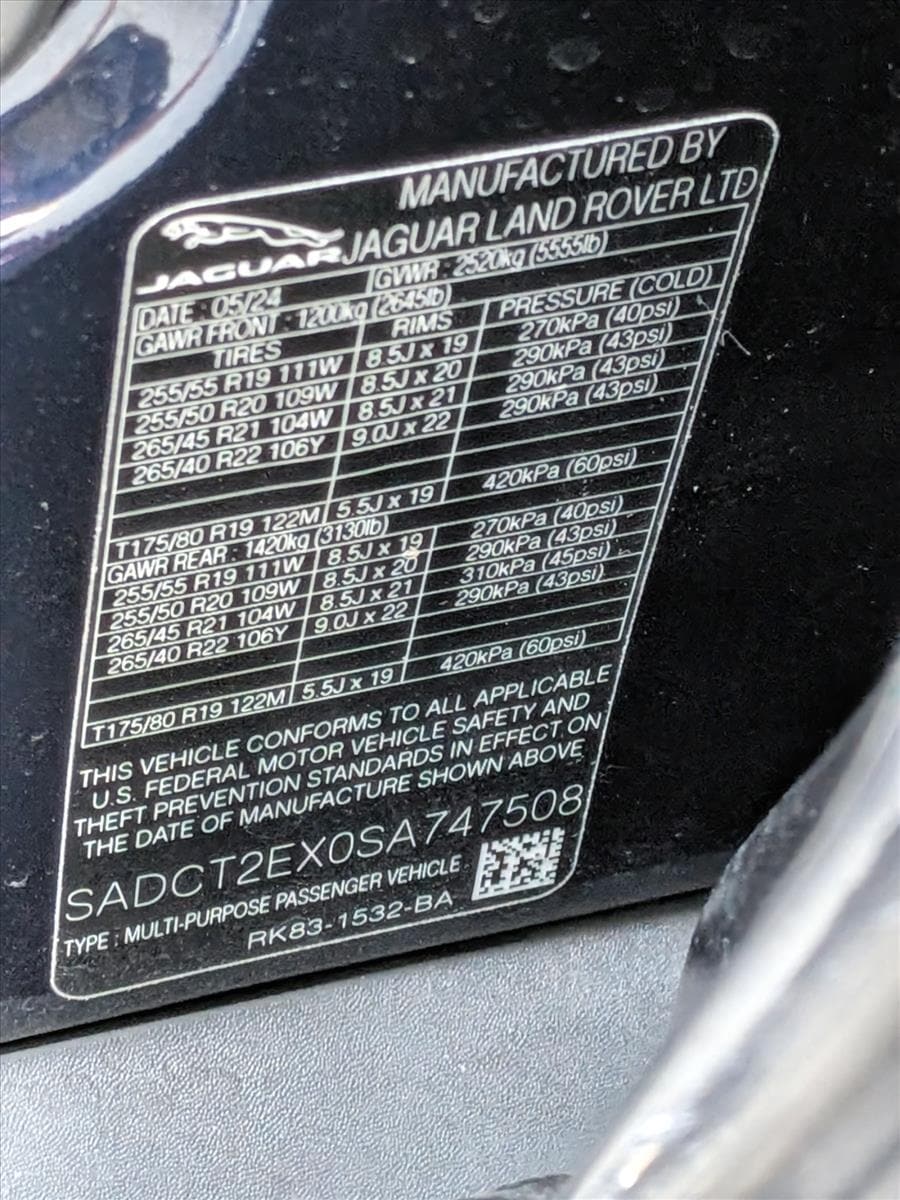 MANUFACTURED BY
JAGUAR JAGUAR LAND ROVER LTD
DATE : 05/24 GVWR : 2520kg (5555lb)
GAWR FRONT : 1200kg (2645lb)
TIRES RIMS PRESSURE (COLD)
255/55 R19 111W 8.5J x 19 270kPa (40psi)
255/50 R20 109W 8.5J x 20 290kPa (43psi)
265/45 R21 104W 8.5J x 21 290kPa (43psi)
265/40 R22 106Y 9.0J x 22 290kPa (43psi)
T175/80 R19 122M 5.5J x 19 420kPa (60psi)
GAWR REAR : 1420kg (3130lb)
255/55 R19 111W 8.5J x 19 270kPa (40psi)
255/50 R20 109W 8.5J x 20 290kPa (43psi)
265/45 R21 104W 8.5J x 21 310kPa (45psi)
265/40 R22 106Y 9.0J x 22 290kPa (43psi)
T175/80 R19 122M 5.5J x 19 420kPa (60psi)
THIS VEHICLE CONFORMS TO ALL APPLICABLE
U.S. FEDERAL MOTOR VEHICLE SAFETY AND
THEFT PREVENTION STANDARDS IN EFFECT ON
THE DATE OF MANUFACTURE SHOWN ABOVE
SADCT2EX0SA747508
TYPE : MULTI-PURPOSE PASSENGER VEHICLE
RK83-1532-BA